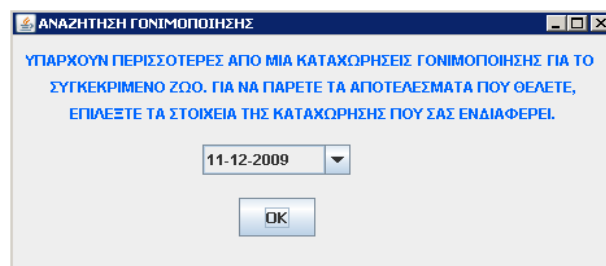 ΑΝΑΖΗΤΗΣΗ ΓΟΝΙΜΟΠΟΙΗΣΗΣ
ΥΠΑΡΧΟΥΝ ΠΕΡΙΣΣΟΤΕΡΕΣ ΑΠΟ ΜΙΑ ΚΑΤΑΧΩΡΗΣΕΙΣ ΓΟΝΙΜΟΠΟΙΗΣΗΣ ΓΙΑ ΤΟ
ΣΥΓΚΕΚΡΙΜΕΝΟ ΖΩΟ. ΓΙΑ ΝΑ ΠΑΡΕΤΕ ΤΑ ΑΠΟΤΕΛΕΣΜΑΤΑ ΠΟΥ ΘΕΛΕΤΕ,
ΕΠΙΛΕΞΤΕ ΤΑ ΣΤΟΙΧΕΙΑ ΤΗΣ ΚΑΤΑΧΩΡΗΣΗΣ ΠΟΥ ΣΑΣ ΕΝΔΙΑΦΕΡΕΙ.
11-12-2009
OK